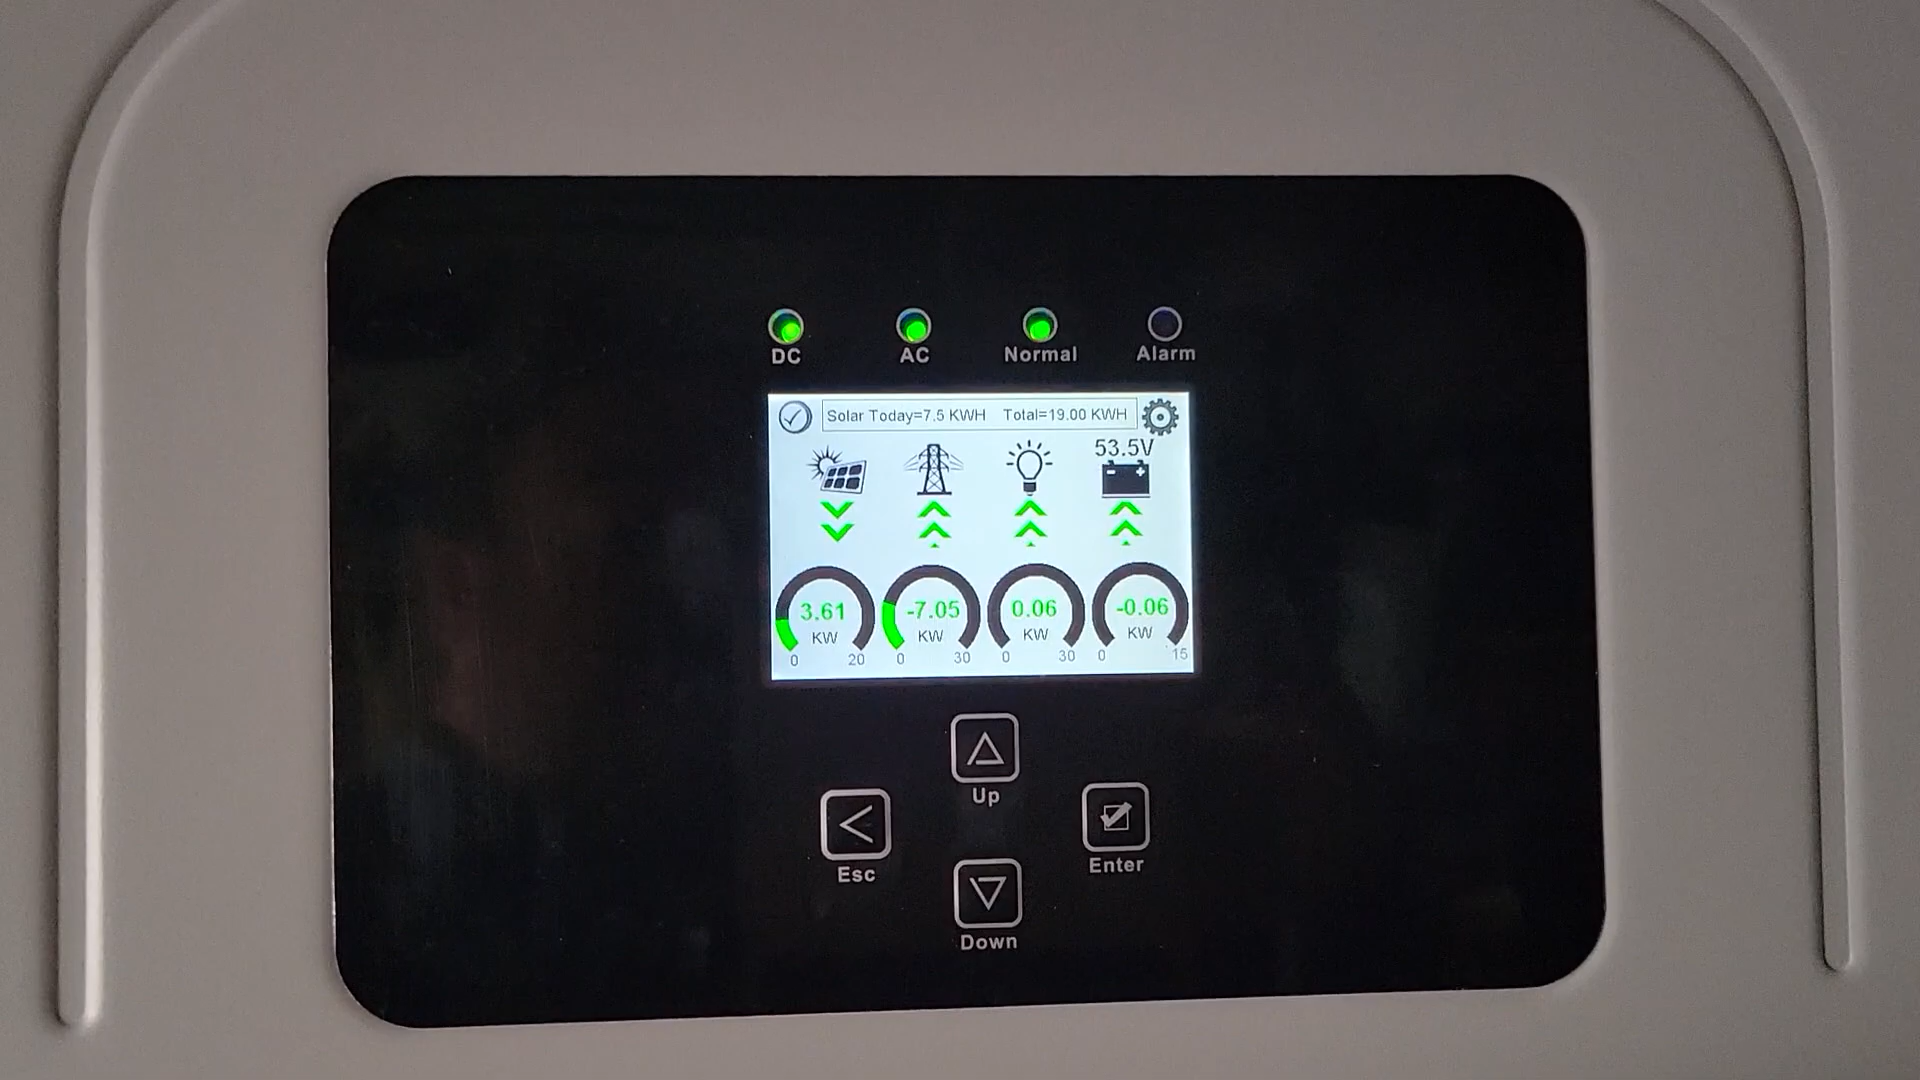 DC AC Normal Alarm
Solar Today=7.5 KWH Total=19.00 KWH
53.5V
3.61 -7.05 0.06 -0.06
KW KW KW KW
0 20 0 30 0 30 0 15
Up
Esc Enter
Down